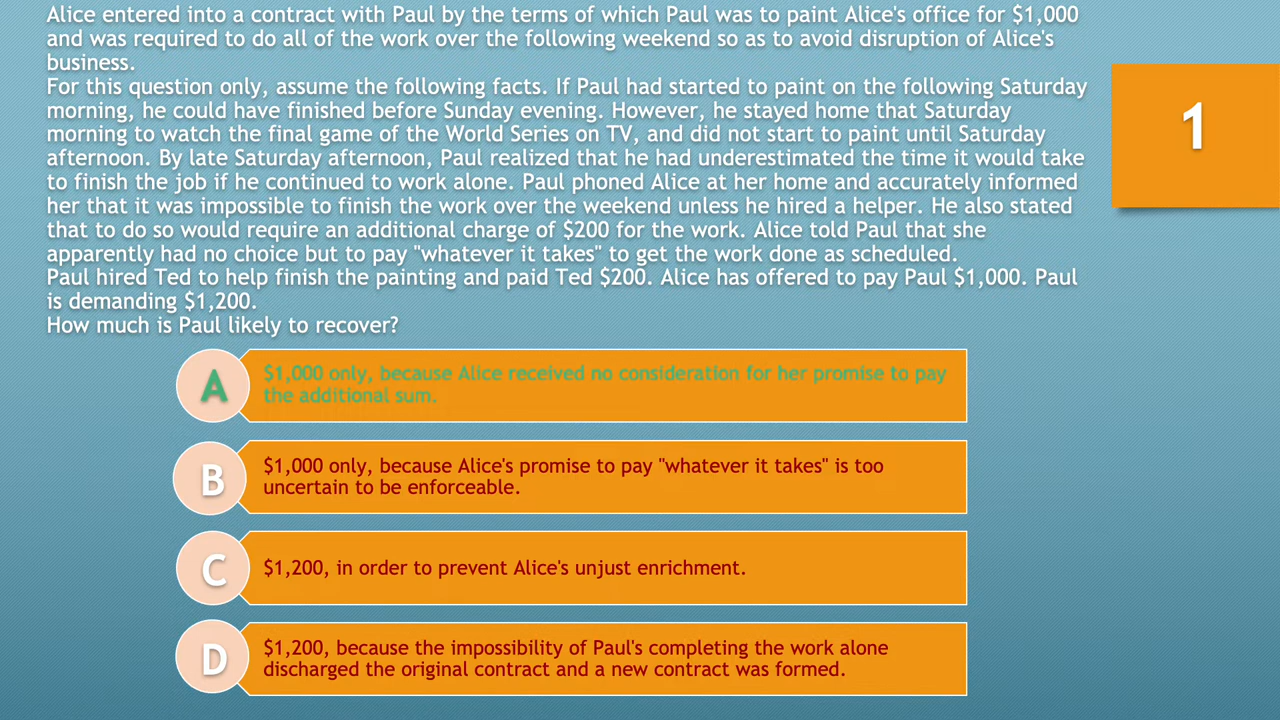 Alice entered into a contract with Paul by the terms of which Paul was to paint Alice's office for $1,000
and was required to do all of the work over the following weekend so as to avoid disruption of Alice's
business.
For this question only, assume the following facts. If Paul had started to paint on the following Saturday
morning, he could have finished before Sunday evening. However, he stayed home that Saturday
morning to watch the final game of the World Series on TV, and did not start to paint until Saturday
afternoon. By late Saturday afternoon, Paul realized that he had underestimated the time it would take
to finish the job if he continued to work alone. Paul phoned Alice at her home and accurately informed
her that it was impossible to finish the work over the weekend unless he hired a helper. He also stated
that to do so would require an additional charge of $200 for the work. Alice told Paul that she
apparently had no choice but to pay "whatever it takes" to get the work done as scheduled.
Paul hired Ted to help finish the painting and paid Ted $200. Alice has offered to pay Paul $1,000. Paul
is demanding $1,200.
How much is Paul likely to recover?
1
A
$1,000 only, because Alice received no consideration for her promise to pay
the additional sum.
B
$1,000 only, because Alice's promise to pay "whatever it takes" is too
uncertain to be enforceable.
C
$1,200, in order to prevent Alice's unjust enrichment.
D
$1,200, because the impossibility of Paul's completing the work alone
discharged the original contract and a new contract was formed.